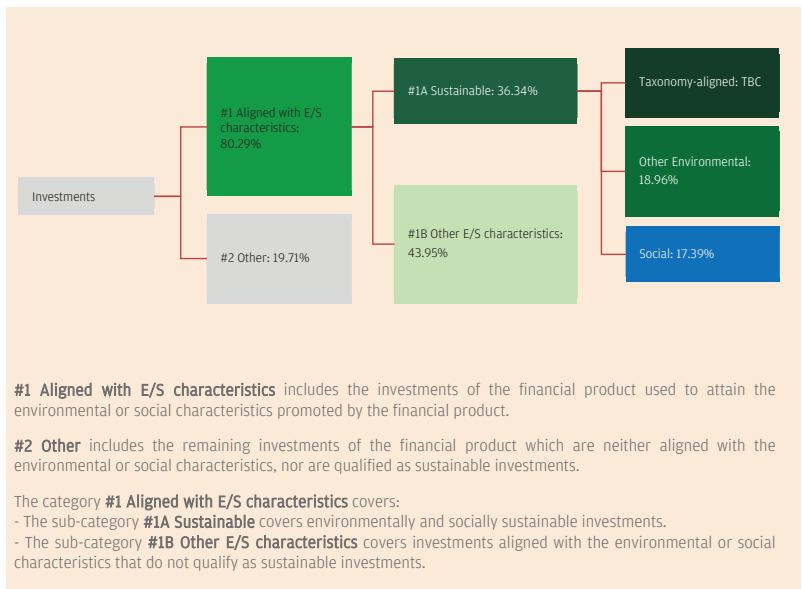 Investments
#1 Aligned with E/S
characteristics:
80.29%
#2 Other: 19.71%
#1A Sustainable: 36.34%
#1B Other E/S characteristics:
43.95%
Taxonomy-aligned: TBC
Other Environmental:
18.96%
Social: 17.39%
#1 Aligned with E/S characteristics includes the investments of the financial product used to attain the
environmental or social characteristics promoted by the financial product.
#2 Other includes the remaining investments of the financial product which are neither aligned with the
environmental or social characteristics, nor are qualified as sustainable investments.
The category #1 Aligned with E/S characteristics covers:
- The sub-category #1A Sustainable covers environmentally and socially sustainable investments.
- The sub-category #1B Other E/S characteristics covers investments aligned with the environmental or social
characteristics that do not qualify as sustainable investments.